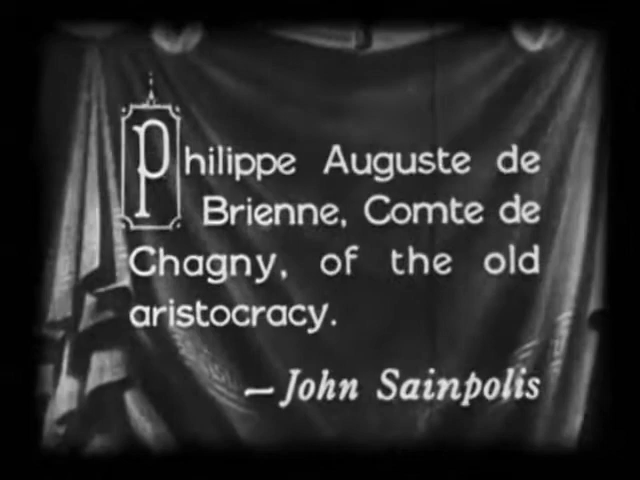 Philippe Auguste de
Brienne, Comte de
Chagny, of the old
aristocracy.
—John Sainpolis